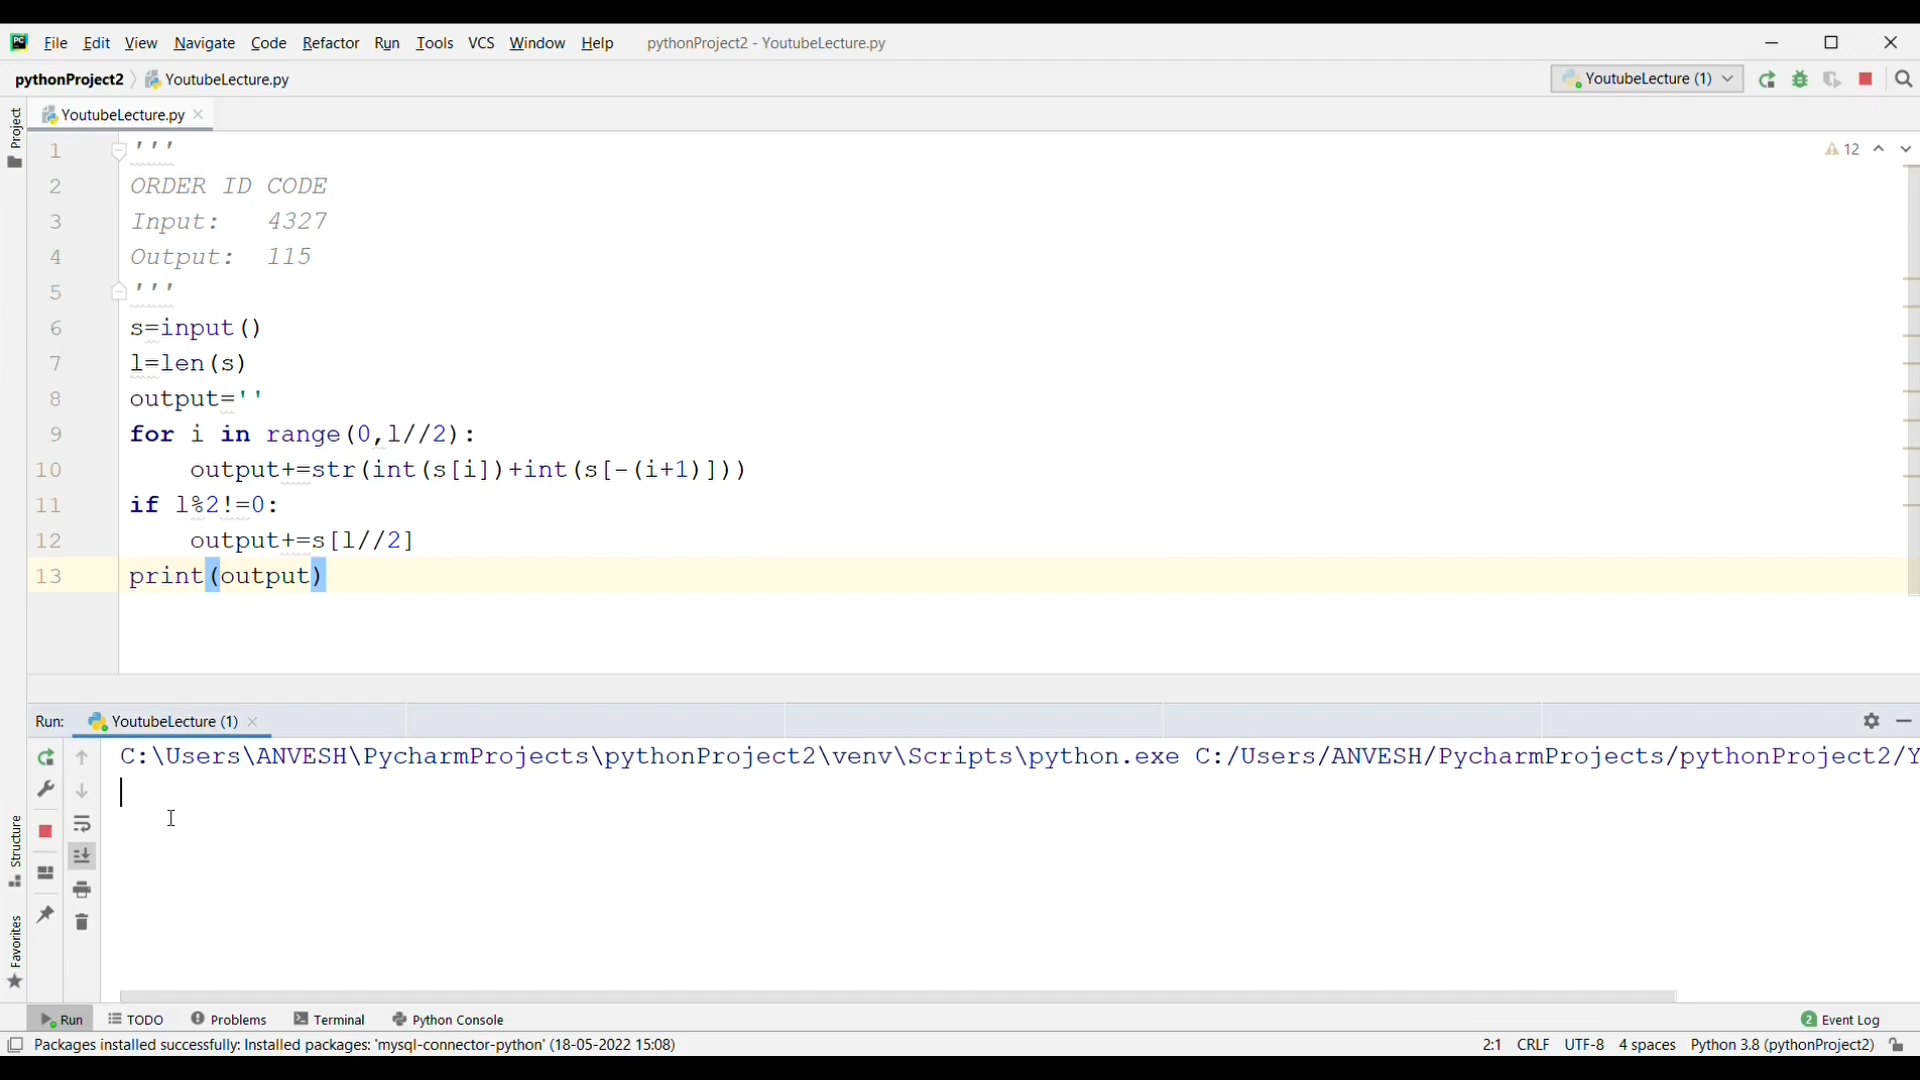 File Edit View Navigate Code Refactor Run Tools VCS Window Help pythonProject2 - YoutubeLecture.py
pythonProject2 YoutubeLecture.py YoutubeLecture (1)
Project
YoutubeLecture.py
12
1 '''
2 ORDER ID CODE
3 Input:   4327
4 Output:  115
5 '''
6 s=input()
7 l=len(s)
8 output=''
9 for i in range(0,l//2):
10     output+=str(int(s[i])+int(s[-(i+1)]))
11 if l%2!=0:
12     output+=s[l//2]
13 print(output)
Run: YoutubeLecture (1)
C:\Users\ANVESH\PycharmProjects\pythonProject2\venv\Scripts\python.exe C:/Users/ANVESH/PycharmProjects/pythonProject2/Y
Structure
Favorites
Run TODO Problems Terminal Python Console 2 Event Log
Packages installed successfully: Installed packages: 'mysql-connector-python' (18-05-2022 15:08) 2:1 CRLF UTF-8 4 spaces Python 3.8 (pythonProject2)